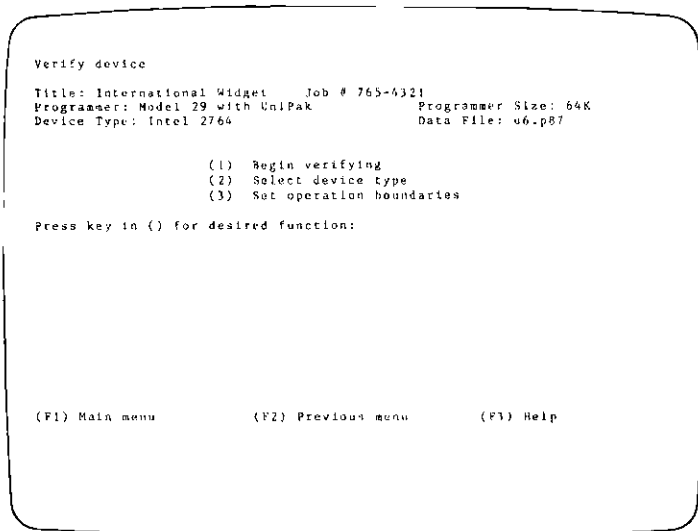 Verify device
Title: International Widget Job # 765-4321
Programmer: Model 29 with UniPak Programmer Size: 64K
Device Type: Intel 2764 Data File: u6.p87
(1) Begin verifying
(2) Select device type
(3) Set operation boundaries
Press key in () for desired function:
(F1) Main menu (F2) Previous menu (F3) Help